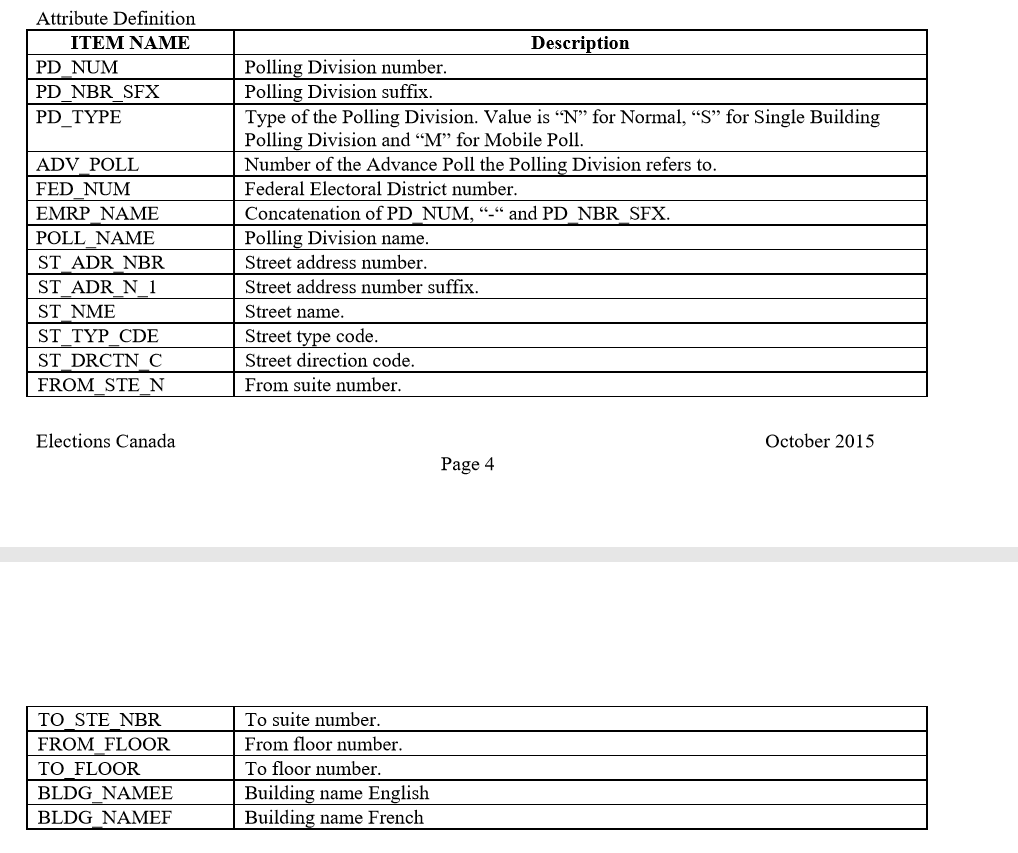 Attribute Definition
ITEM NAME Description
PD_NUM Polling Division number.
PD_NBR_SFX Polling Division suffix.
PD_TYPE Type of the Polling Division. Value is “N” for Normal, “S” for Single Building
Polling Division and “M” for Mobile Poll.
ADV_POLL Number of the Advance Poll the Polling Division refers to.
FED_NUM Federal Electoral District number.
EMRP_NAME Concatenation of PD_NUM, “-“ and PD_NBR_SFX.
POLL_NAME Polling Division name.
ST_ADR_NBR Street address number.
ST_ADR_N_1 Street address number suffix.
ST_NME Street name.
ST_TYP_CDE Street type code.
ST_DRCTN_C Street direction code.
FROM_STE_N From suite number.
Elections Canada October 2015
Page 4
TO_STE_NBR To suite number.
FROM_FLOOR From floor number.
TO_FLOOR To floor number.
BLDG_NAMEE Building name English
BLDG_NAMEF Building name French